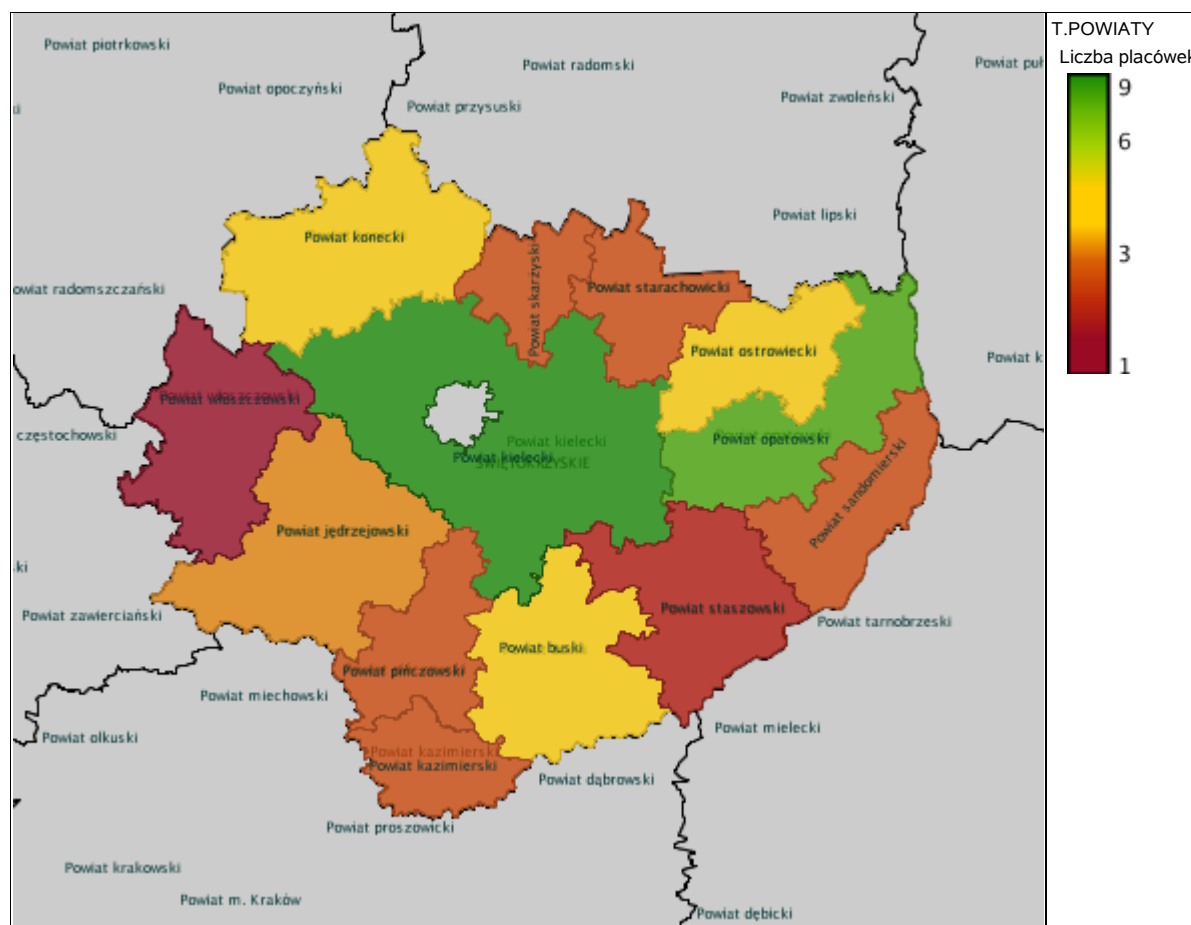 T.POWIATY
Liczba placówek
9
6
3
1
Powiat piotrkowski
Powiat radomski
Powiat puł
Powiat opoczyński
Powiat zwoleński
Powiat przysuski
ki
Powiat lipski
Powiat konecki
Powiat skarżyski
Powiat starachowicki
owiat radomszczański
Powiat ostrowiecki
Powiat k
Powiat włoszczowski
częstochowski
Powiat kielecki
Powiat opatowski
Powiat kielecki
ŚWIĘTOKRZYSKIE
Powiat sandomierski
Powiat jędrzejowski
ski
Powiat staszowski
Powiat zawierciański
Powiat tarnobrzeski
Powiat buski
Powiat pińczowski
Powiat miechowski
Powiat mielecki
Powiat olkuski
Powiat kazimierski
Powiat kazimierski
Powiat dąbrowski
Powiat proszowicki
Powiat krakowski
Powiat m. Kraków
Powiat dębicki